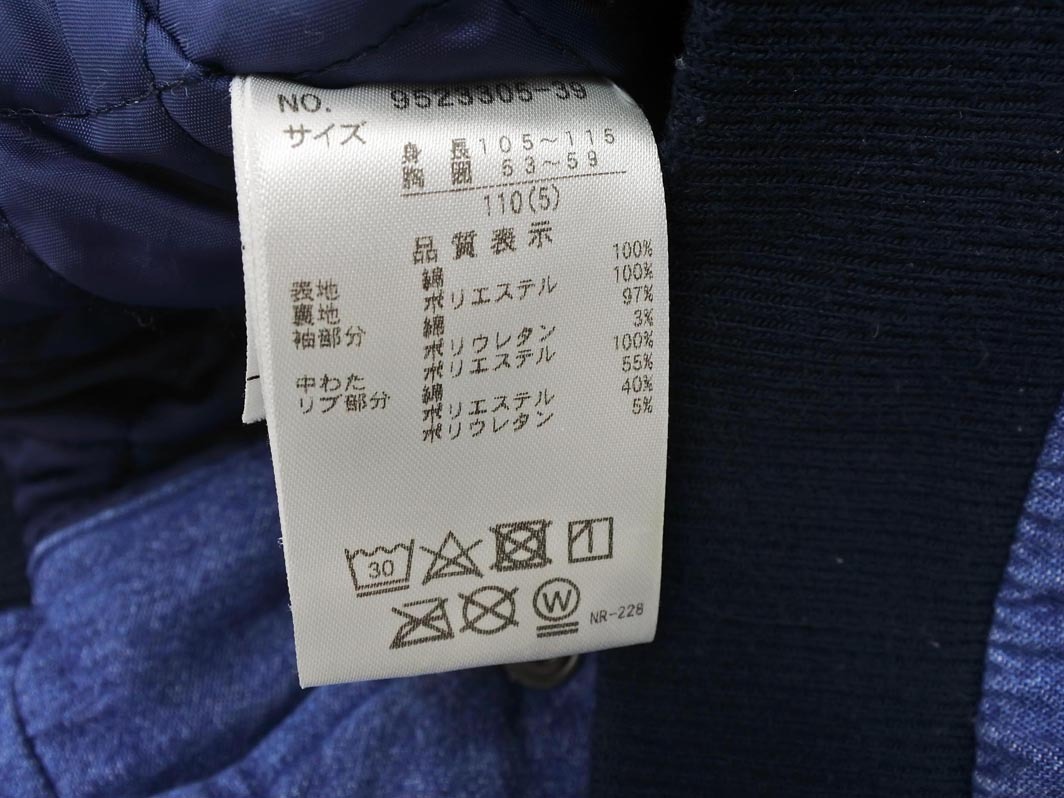 NO. 9523305-39
サイズ
身 長 105~115
胸 囲 53~59
110(5)
品質表示
表地 綿 100%
裏地 ポリエステル 100%
袖部分 綿 97%
ポリウレタン 3%
中わた ポリエステル 100%
リブ部分 綿 55%
ポリエステル 40%
ポリウレタン 5%
30
W
NR-228